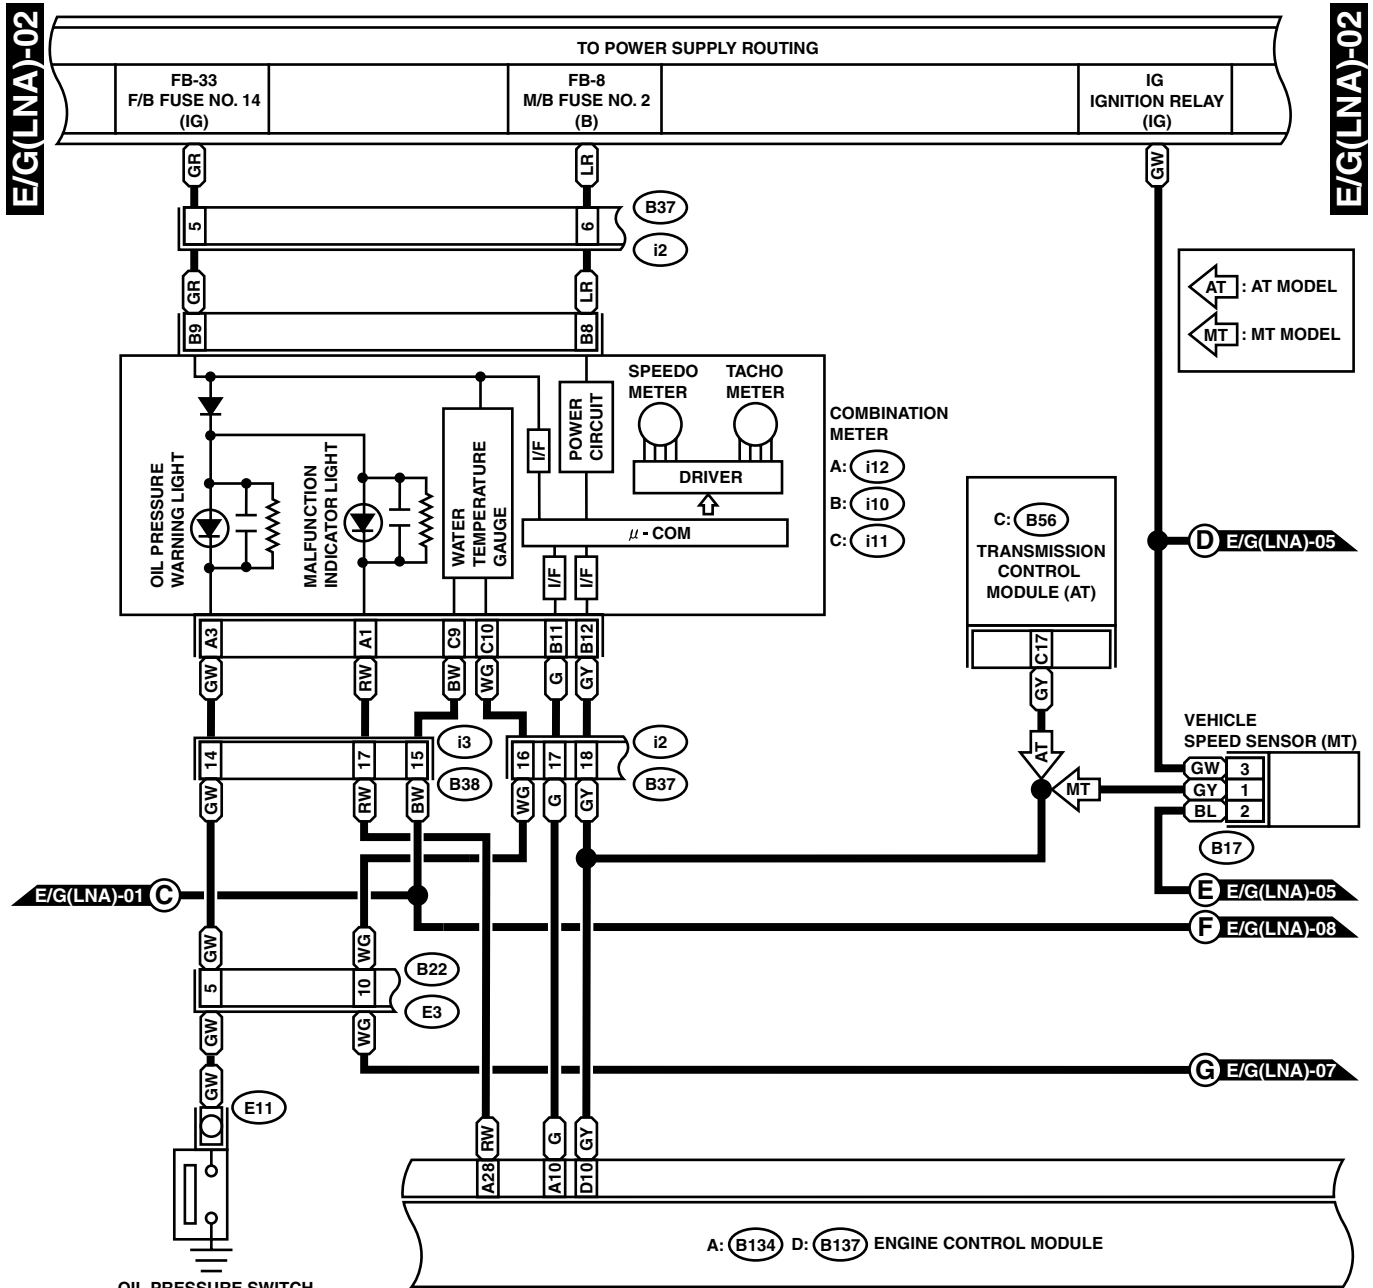 E/G(LNA)-02
E/G(LNA)-02
TO POWER SUPPLY ROUTING
FB-33
F/B FUSE NO. 14
(IG)
FB-8
M/B FUSE NO. 2
(B)
IG
IGNITION RELAY
(IG)
GR
LR
GW
5
6
B37
i2
GR
LR
B9
B8
AT : AT MODEL
MT : MT MODEL
OIL PRESSURE
WARNING LIGHT
MALFUNCTION
INDICATOR LIGHT
WATER
TEMPERATURE
GAUGE
I/F
POWER
CIRCUIT
SPEEDO
METER
TACHO
METER
DRIVER
μ - COM
I/F
I/F
COMBINATION
METER
A: i12
B: i10
C: i11
C: B56
TRANSMISSION
CONTROL
MODULE (AT)
C17
GY
AT
MT
D E/G(LNA)-05
A3
A1
C9
C10
B11
B12
GW
RW
BW
WG
G
GY
14
17
15
i3
B38
16
17
18
i2
B37
GW
RW
BW
WG
G
GY
VEHICLE
SPEED SENSOR (MT)
GW 3
GY 1
BL 2
B17
E/G(LNA)-01 C
E E/G(LNA)-05
F E/G(LNA)-08
GW
WG
5
10
B22
E3
GW
WG
G E/G(LNA)-07
GW
E11
RW
G
GY
A28
A10
D10
A: B134 D: B137 ENGINE CONTROL MODULE
OIL PRESSURE SWITCH